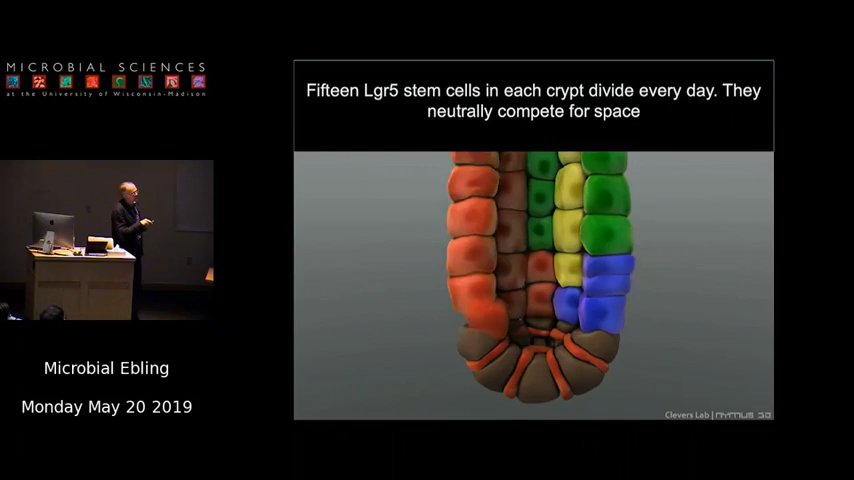 MICROBIAL SCIENCES
at the University of Wisconsin-Madison
Fifteen Lgr5 stem cells in each crypt divide every day. They
neutrally compete for space
Microbial Ebling
Monday May 20 2019
Clevers Lab |